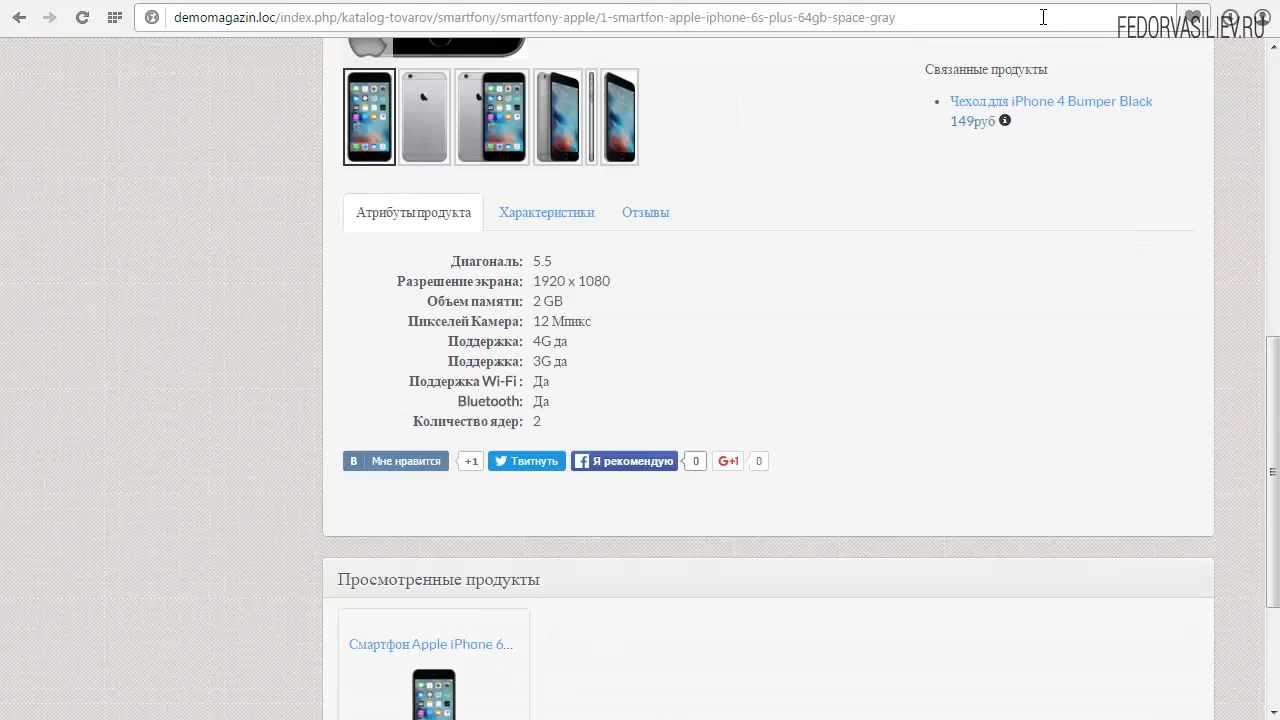 demomagazin.loc/index.php/katalog-tovarov/smartfony/smartfony-apple/1-smartfon-apple-iphone-6s-plus-64gb-space-gray
FEDORVASILIEV.RU
Связанные продукты
Чехол для iPhone 4 Bumper Black
149руб
Атрибуты продукта Характеристики Отзывы
Диагональ: 5.5
Разрешение экрана: 1920 x 1080
Объем памяти: 2 GB
Пикселей Камера: 12 Мпикс
Поддержка: 4G да
Поддержка: 3G да
Поддержка Wi-Fi : Да
Bluetooth: Да
Количество ядер: 2
В Мне нравится +1 Твитнуть Я рекомендую 0 G+1 0
Просмотренные продукты
Смартфон Apple iPhone 6...